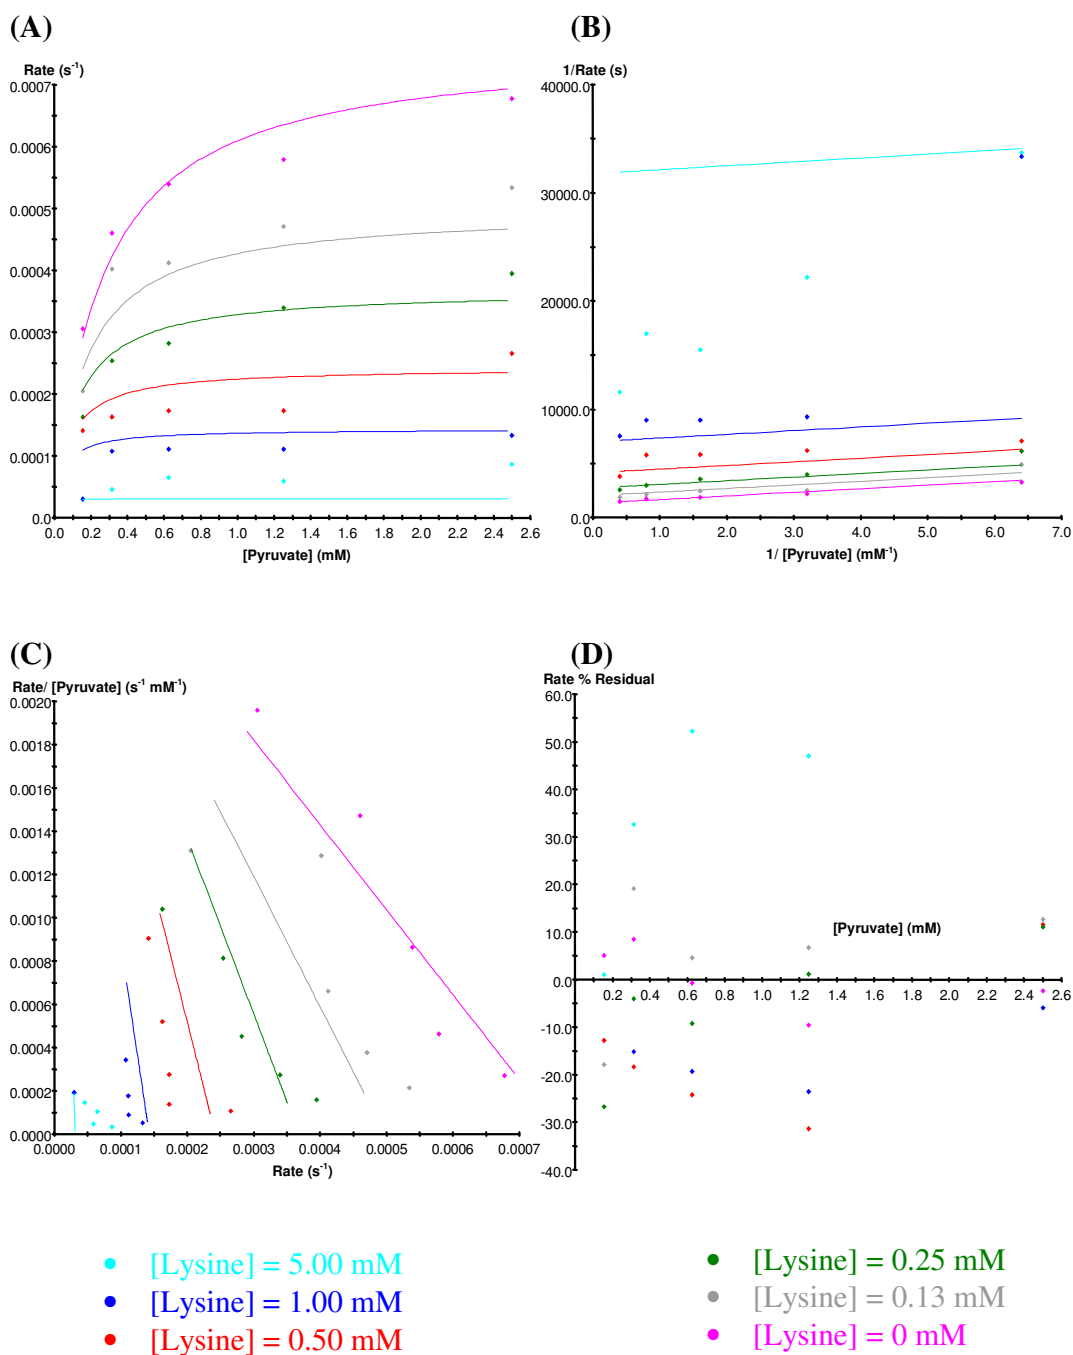 (A)
Rate (s-1)
0.0007
0.0006
0.0005
0.0004
0.0003
0.0002
0.0001
0.0
0.0 0.2 0.4 0.6 0.8 1.0 1.2 1.4 1.6 1.8 2.0 2.2 2.4 2.6
[Pyruvate] (mM)
(B)
1/Rate (s)
40000.0
30000.0
20000.0
10000.0
0.0
0.0 1.0 2.0 3.0 4.0 5.0 6.0 7.0
1/ [Pyruvate] (mM-1)
(C)
Rate/ [Pyruvate] (s-1 mM-1)
0.0020
0.0018
0.0016
0.0014
0.0012
0.0010
0.0008
0.0006
0.0004
0.0002
0.0000
0.0000 0.0001 0.0002 0.0003 0.0004 0.0005 0.0006 0.0007
Rate (s-1)
(D)
Rate % Residual
60.0
50.0
40.0
30.0
20.0
10.0
[Pyruvate] (mM)
0.0
0.2 0.4 0.6 0.8 1.0 1.2 1.4 1.6 1.8 2.0 2.2 2.4 2.6
-10.0
-20.0
-30.0
-40.0
[Lysine] = 5.00 mM
[Lysine] = 1.00 mM
[Lysine] = 0.50 mM
[Lysine] = 0.25 mM
[Lysine] = 0.13 mM
[Lysine] = 0 mM